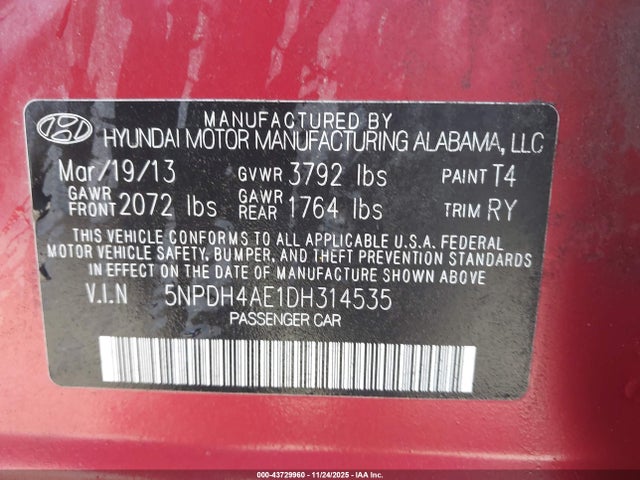 MANUFACTURED BY
HYUNDAI MOTOR MANUFACTURING ALABAMA, LLC
Mar/19/13 GVWR 3792 lbs PAINT T4
GAWR FRONT 2072 lbs GAWR REAR 1764 lbs TRIM RY
THIS VEHICLE CONFORMS TO ALL APPLICABLE U.S.A. FEDERAL
MOTOR VEHICLE SAFETY, BUMPER, AND THEFT PREVENTION STANDARDS
IN EFFECT ON THE DATE OF MANUFACTURE SHOWN ABOVE.
V.I.N 5NPDH4AE1DH314535
PASSENGER CAR
000-43729960 - 11/24/2025 - IAA Inc.